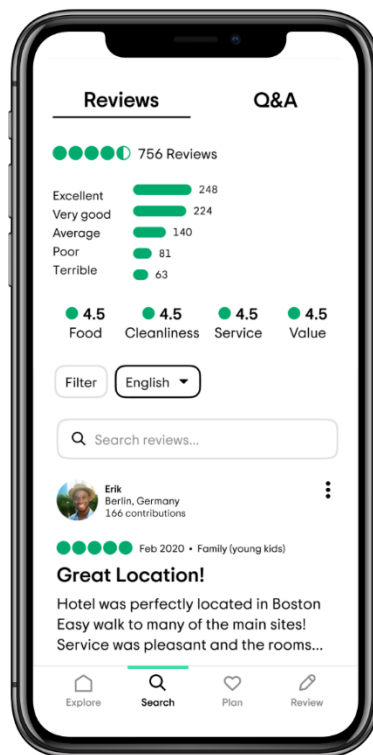 Reviews Q&A
756 Reviews
Excellent 248
Very good 224
Average 140
Poor 81
Terrible 63
4.5 4.5 4.5 4.5
Food Cleanliness Service Value
Filter English
Search reviews...
Erik
Berlin, Germany
166 contributions
Feb 2020 • Family (young kids)
Great Location!
Hotel was perfectly located in Boston
Easy walk to many of the main sites!
Service was pleasant and the rooms...
Explore Search Plan Review